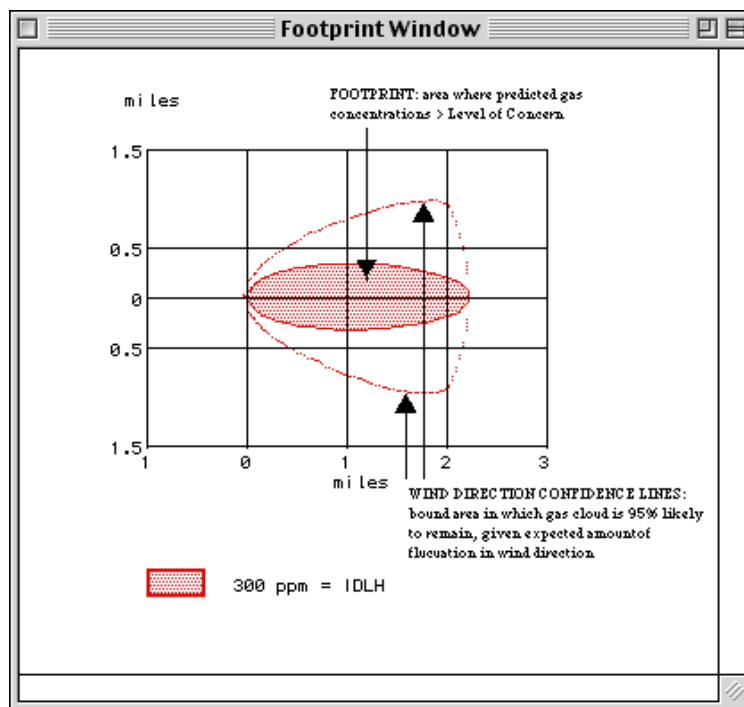 Footprint Window
miles
FOOTPRINT: area where predicted gas
concentrations > Level of Concern
1.5
0.5
0
0.5
1.5
1 0 1 2 3
miles
WIND DIRECTION CONFIDENCE LINES:
bound area in which gas cloud is 95% likely
to remain, given expected amountof
flucuation in wind direction
300 ppm = IDLH